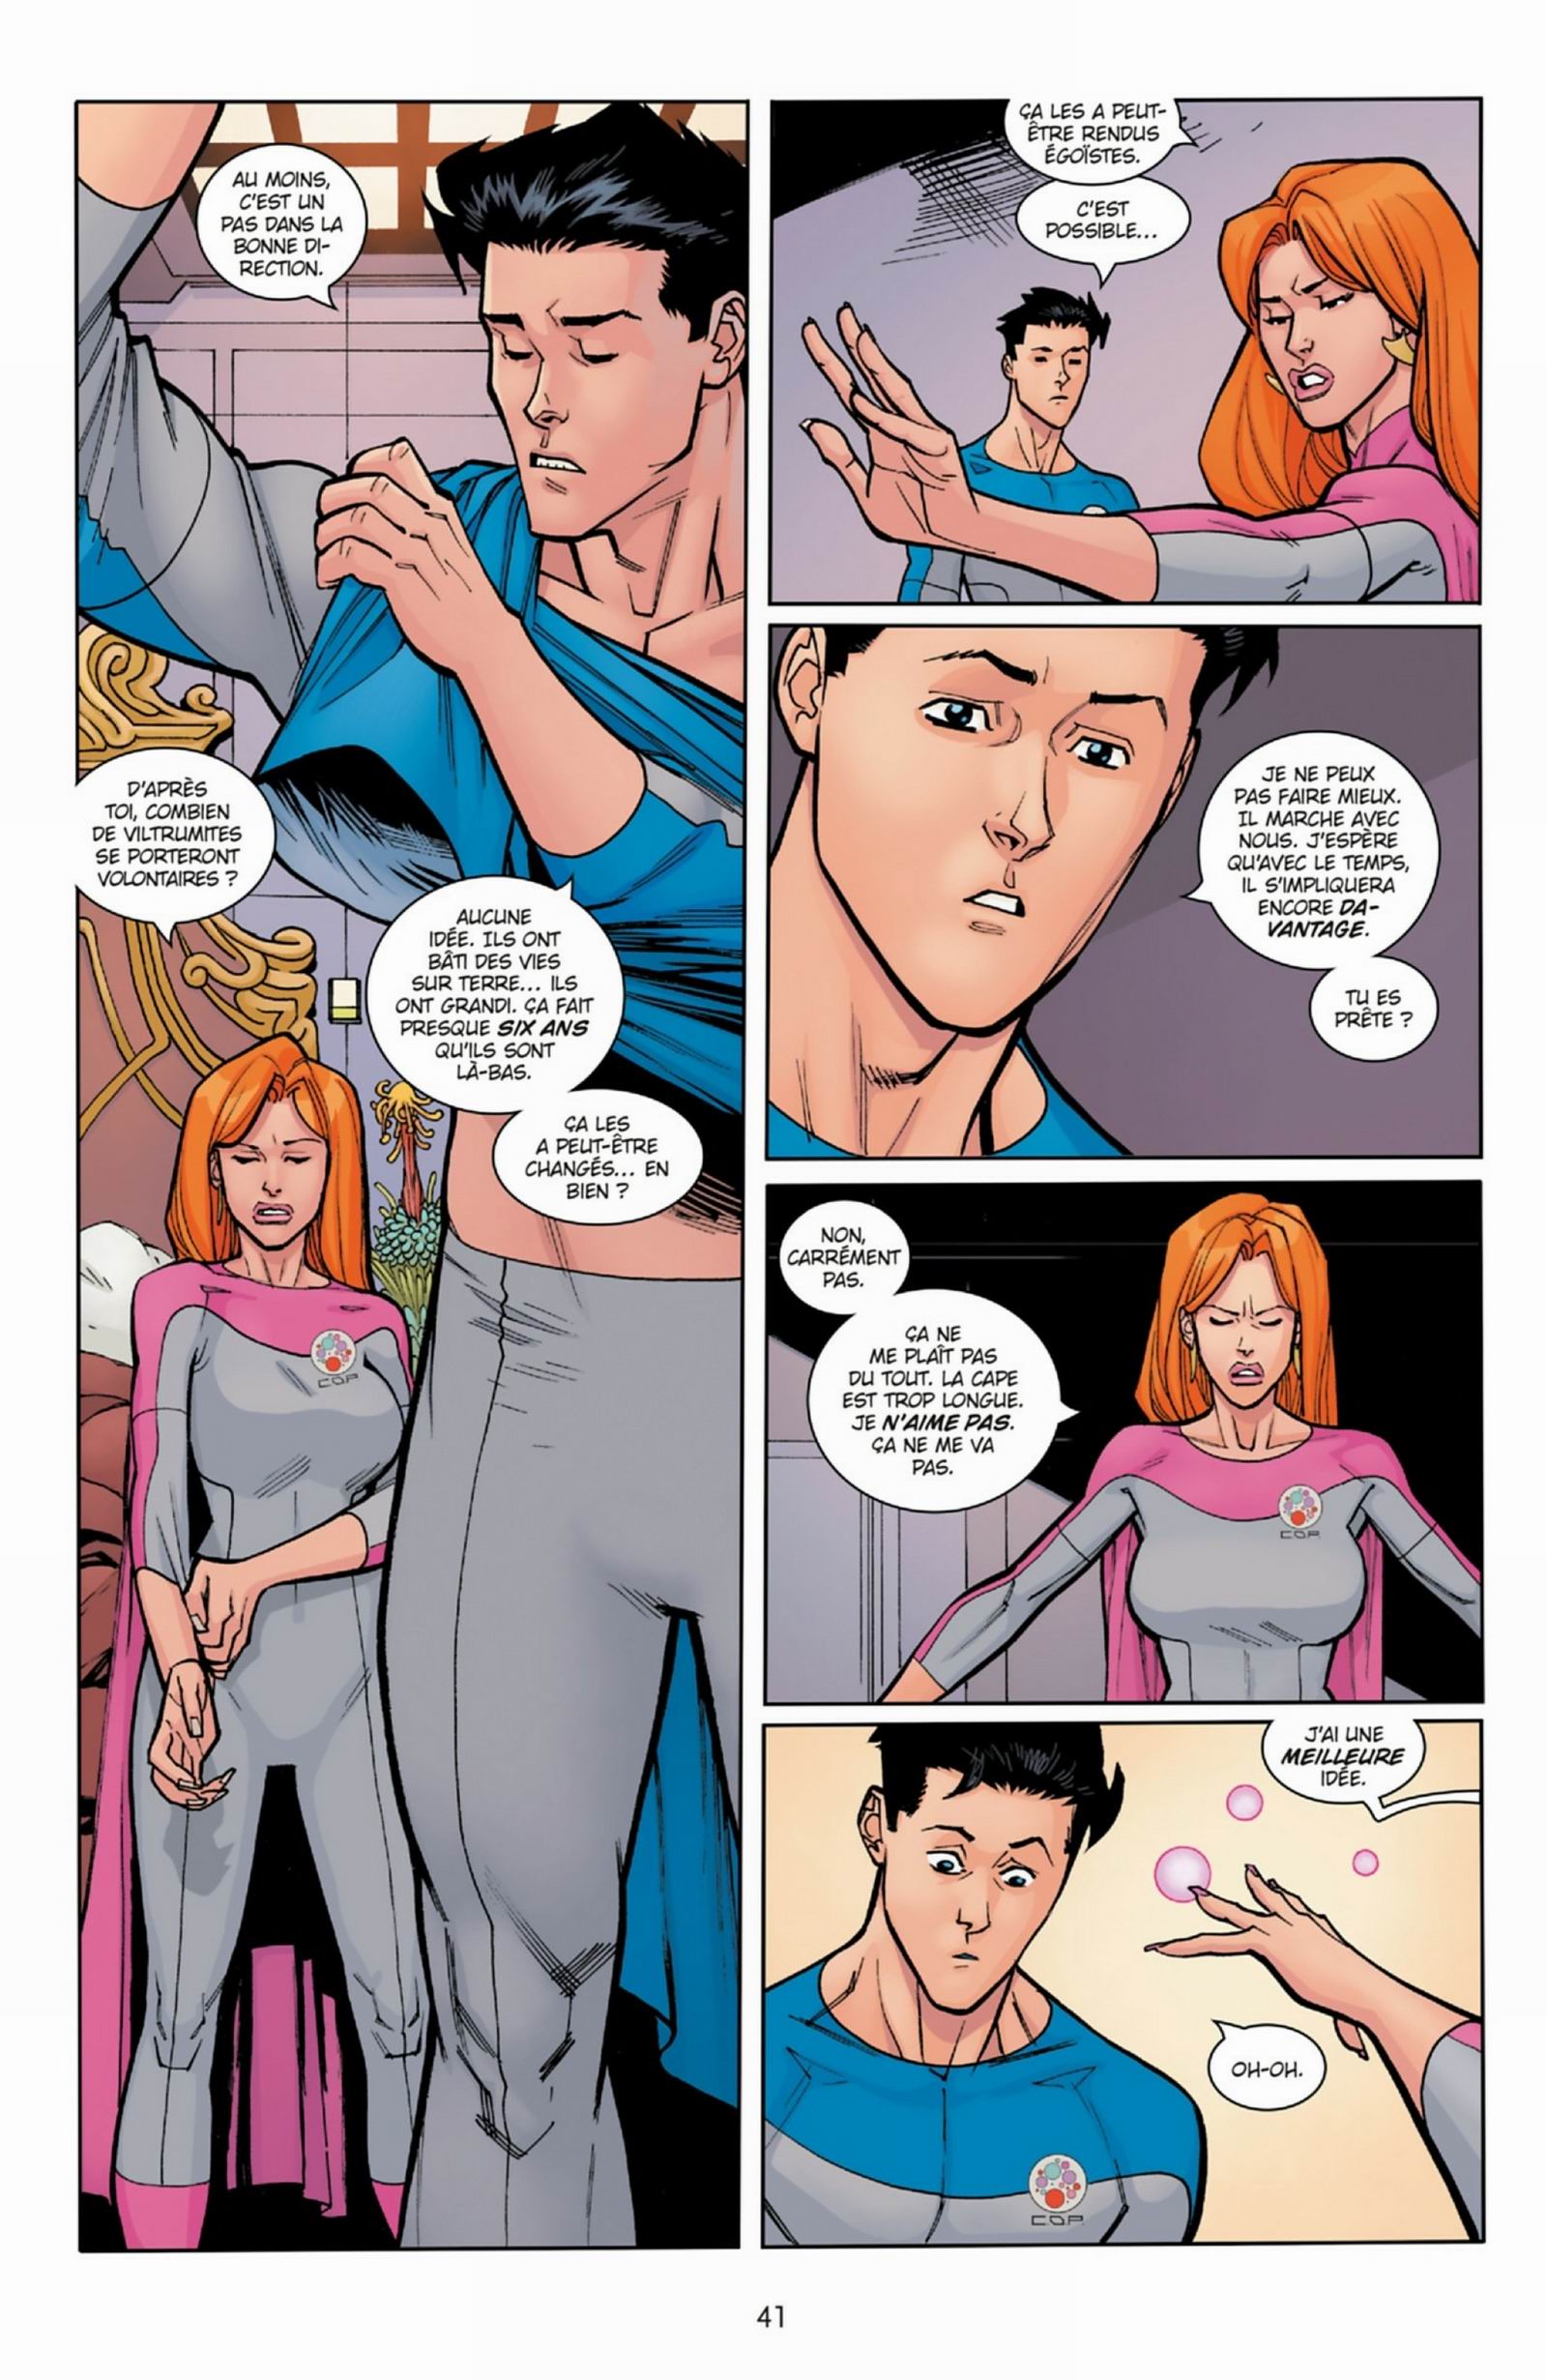 AU MOINS,
C'EST UN
PAS DANS LA
BONNE DI-
RECTION.
D'APRÈS
TOI, COMBIEN
DE VILTRUMITES
SE PORTERONT
VOLONTAIRES ?
AUCUNE
IDÉE. ILS ONT
BÂTI DES VIES
SUR TERRE... ILS
ONT GRANDI. ÇA FAIT
PRESQUE SIX ANS
QU'ILS SONT
LÀ-BAS.
ÇA LES
A PEUT-ÊTRE
CHANGÉS... EN
BIEN ?
C.O.P.
ÇA LES A PEUT-
ÊTRE RENDUS
ÉGOÏSTES.
C'EST
POSSIBLE...
JE NE PEUX
PAS FAIRE MIEUX.
IL MARCHE AVEC
NOUS. J'ESPÈRE
QU'AVEC LE TEMPS,
IL S'IMPLIQUERA
ENCORE DA-
VANTAGE.
TU ES
PRÊTE ?
NON,
CARRÉMENT
PAS.
ÇA NE
ME PLAÎT PAS
DU TOUT. LA CAPE
EST TROP LONGUE.
JE N'AIME PAS.
ÇA NE ME VA
PAS.
C.O.P.
J'AI UNE
MEILLEURE
IDÉE.
OH-OH.
C.O.P.
41